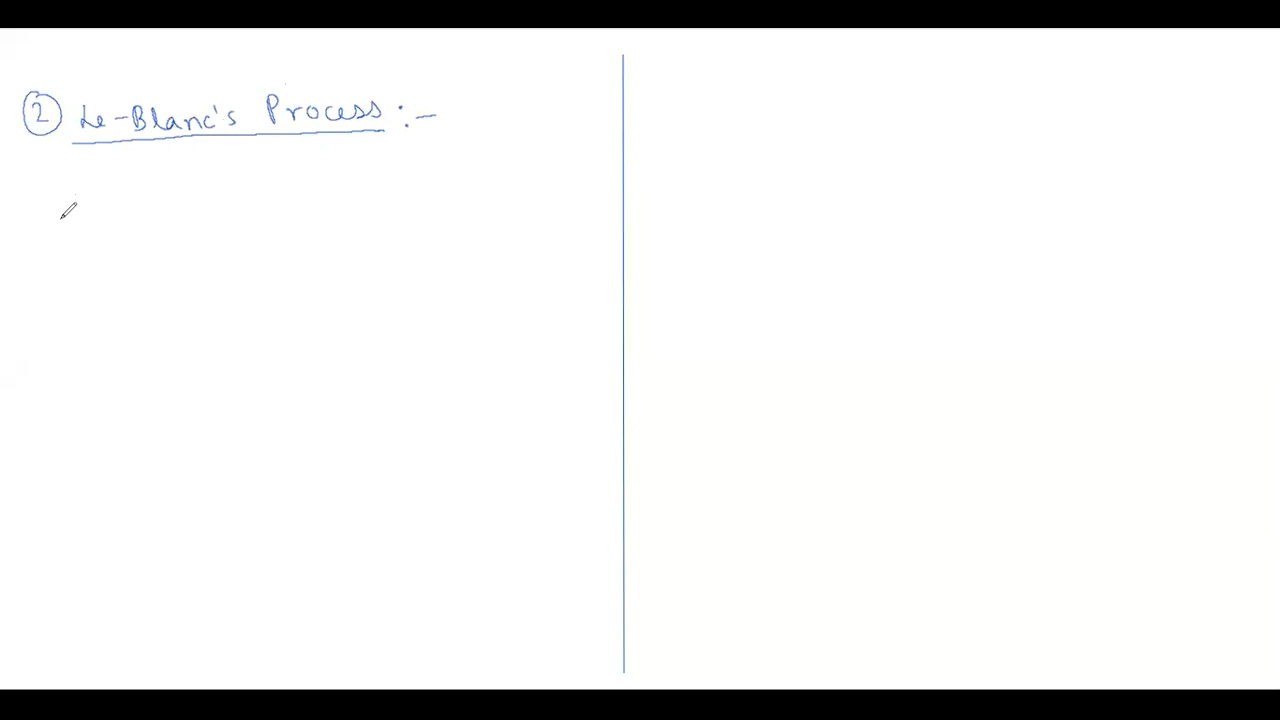 ② Le-Blanc's Process :-